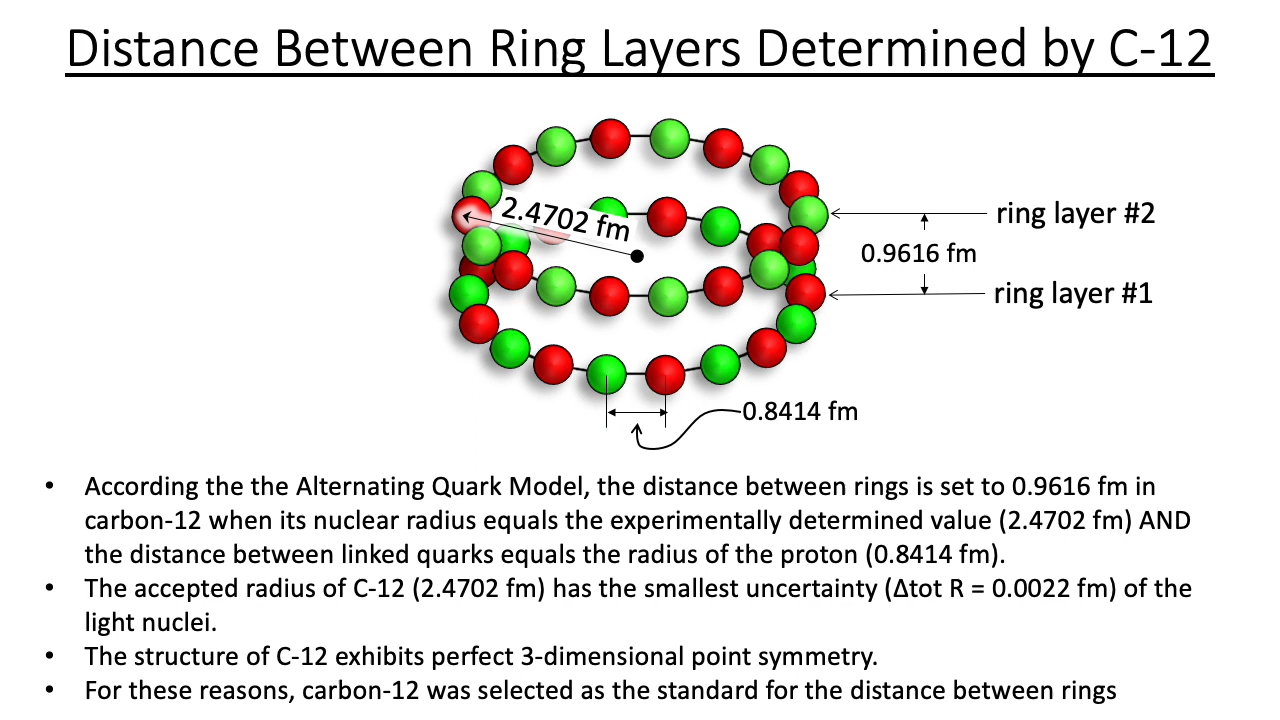 Distance Between Ring Layers Determined by C-12
2.4702 fm
ring layer #2
0.9616 fm
ring layer #1
0.8414 fm
• According the the Alternating Quark Model, the distance between rings is set to 0.9616 fm in
carbon-12 when its nuclear radius equals the experimentally determined value (2.4702 fm) AND
the distance between linked quarks equals the radius of the proton (0.8414 fm).
• The accepted radius of C-12 (2.4702 fm) has the smallest uncertainty (Δtot R = 0.0022 fm) of the
light nuclei.
• The structure of C-12 exhibits perfect 3-dimensional point symmetry.
• For these reasons, carbon-12 was selected as the standard for the distance between rings